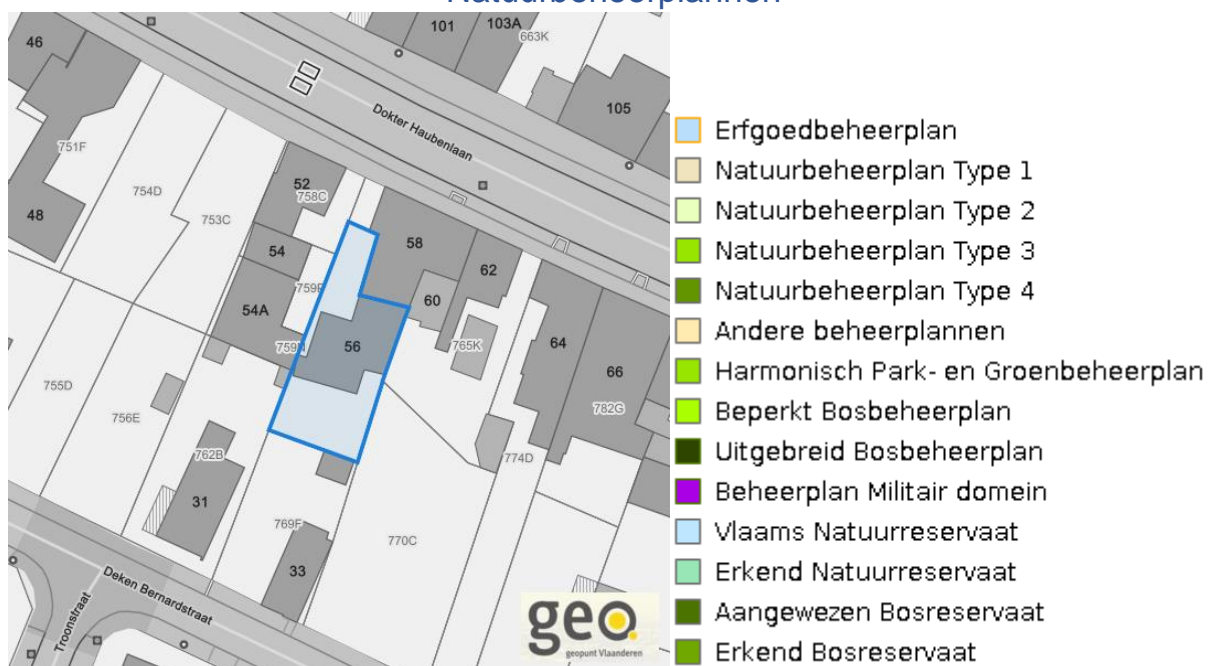 Natuurbeheerplannen
46
101
103A
663K
105
Dokter Haubenlaan
751F
754D
753C
52
758C
48
54
58
62
759P
60
54A
759N
56
765K
64
66
755D
756E
782G
762B
774D
31
769F
770C
33
Deken Bernardstraat
Troonstraat
geo
geopunt Vlaanderen
Erfgoedbeheerplan
Natuurbeheerplan Type 1
Natuurbeheerplan Type 2
Natuurbeheerplan Type 3
Natuurbeheerplan Type 4
Andere beheerplannen
Harmonisch Park- en Groenbeheerplan
Beperkt Bosbeheerplan
Uitgebreid Bosbeheerplan
Beheerplan Militair domein
Vlaams Natuurreservaat
Erkend Natuurreservaat
Aangewezen Bosreservaat
Erkend Bosreservaat